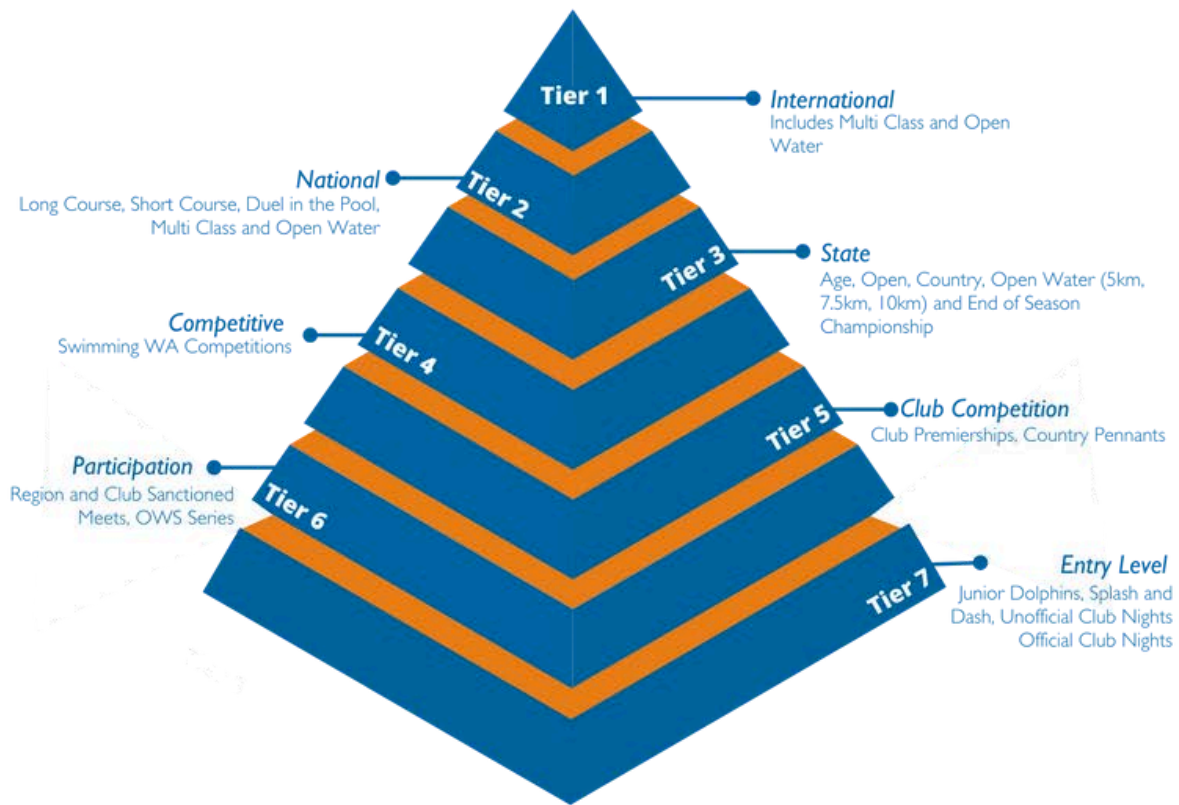 Tier 1
International
Includes Multi Class and Open
Water
National
Long Course, Short Course, Duel in the Pool,
Multi Class and Open Water
Tier 2
Tier 3
State
Age, Open, Country, Open Water (5km,
7.5km, 10km) and End of Season
Championship
Competitive
Swimming WA Competitions
Tier 4
Tier 5
Club Competition
Club Premierships, Country Pennants
Participation
Region and Club Sanctioned
Meets, OWS Series
Tier 6
Tier 7
Entry Level
Junior Dolphins, Splash and
Dash, Unofficial Club Nights
Official Club Nights